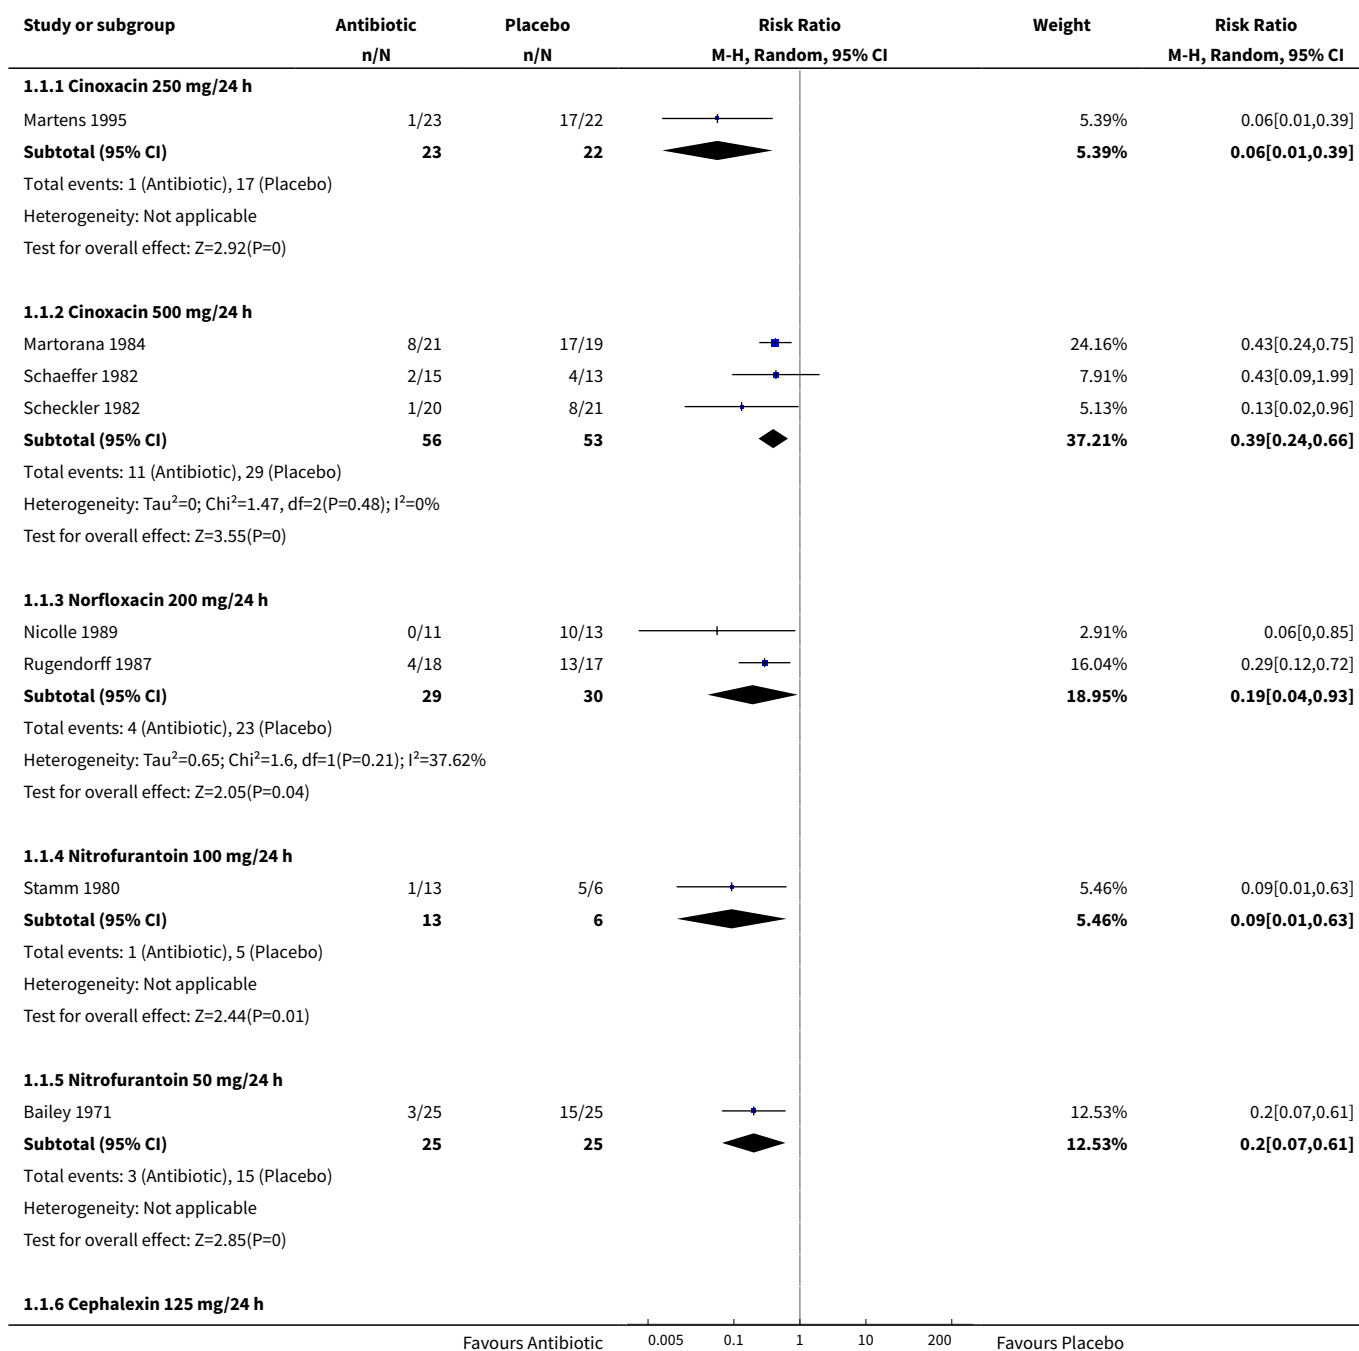 Study or subgroup Antibiotic Placebo Risk Ratio Weight Risk Ratio
n/N n/N M-H, Random, 95% CI M-H, Random, 95% CI
1.1.1 Cinoxacin 250 mg/24 h
Martens 1995 1/23 17/22 5.39% 0.06[0.01,0.39]
Subtotal (95% CI) 23 22 5.39% 0.06[0.01,0.39]
Total events: 1 (Antibiotic), 17 (Placebo)
Heterogeneity: Not applicable
Test for overall effect: Z=2.92(P=0)
1.1.2 Cinoxacin 500 mg/24 h
Martorana 1984 8/21 17/19 24.16% 0.43[0.24,0.75]
Schaeffer 1982 2/15 4/13 7.91% 0.43[0.09,1.99]
Scheckler 1982 1/20 8/21 5.13% 0.13[0.02,0.96]
Subtotal (95% CI) 56 53 37.21% 0.39[0.24,0.66]
Total events: 11 (Antibiotic), 29 (Placebo)
Heterogeneity: Tau²=0; Chi²=1.47, df=2(P=0.48); I²=0%
Test for overall effect: Z=3.55(P=0)
1.1.3 Norfloxacin 200 mg/24 h
Nicolle 1989 0/11 10/13 2.91% 0.06[0,0.85]
Rugendorff 1987 4/18 13/17 16.04% 0.29[0.12,0.72]
Subtotal (95% CI) 29 30 18.95% 0.19[0.04,0.93]
Total events: 4 (Antibiotic), 23 (Placebo)
Heterogeneity: Tau²=0.65; Chi²=1.6, df=1(P=0.21); I²=37.62%
Test for overall effect: Z=2.05(P=0.04)
1.1.4 Nitrofurantoin 100 mg/24 h
Stamm 1980 1/13 5/6 5.46% 0.09[0.01,0.63]
Subtotal (95% CI) 13 6 5.46% 0.09[0.01,0.63]
Total events: 1 (Antibiotic), 5 (Placebo)
Heterogeneity: Not applicable
Test for overall effect: Z=2.44(P=0.01)
1.1.5 Nitrofurantoin 50 mg/24 h
Bailey 1971 3/25 15/25 12.53% 0.2[0.07,0.61]
Subtotal (95% CI) 25 25 12.53% 0.2[0.07,0.61]
Total events: 3 (Antibiotic), 15 (Placebo)
Heterogeneity: Not applicable
Test for overall effect: Z=2.85(P=0)
1.1.6 Cephalexin 125 mg/24 h
Favours Antibiotic 0.005 0.1 1 10 200 Favours Placebo